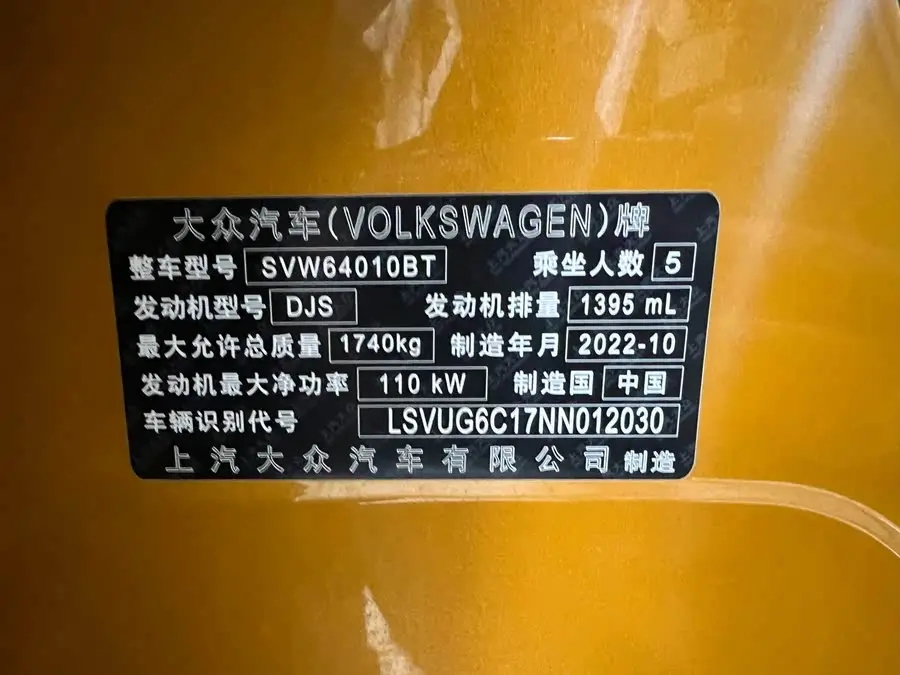 大众汽车(VOLKSWAGEN)牌
整车型号 SVW64010BT 乘坐人数 5
发动机型号 DJS 发动机排量 1395 mL
最大允许总质量 1740kg 制造年月 2022-10
发动机最大净功率 110 kW 制造国 中国
车辆识别代号 LSVUG6C17NN012030
上汽大众汽车有限公司 制造